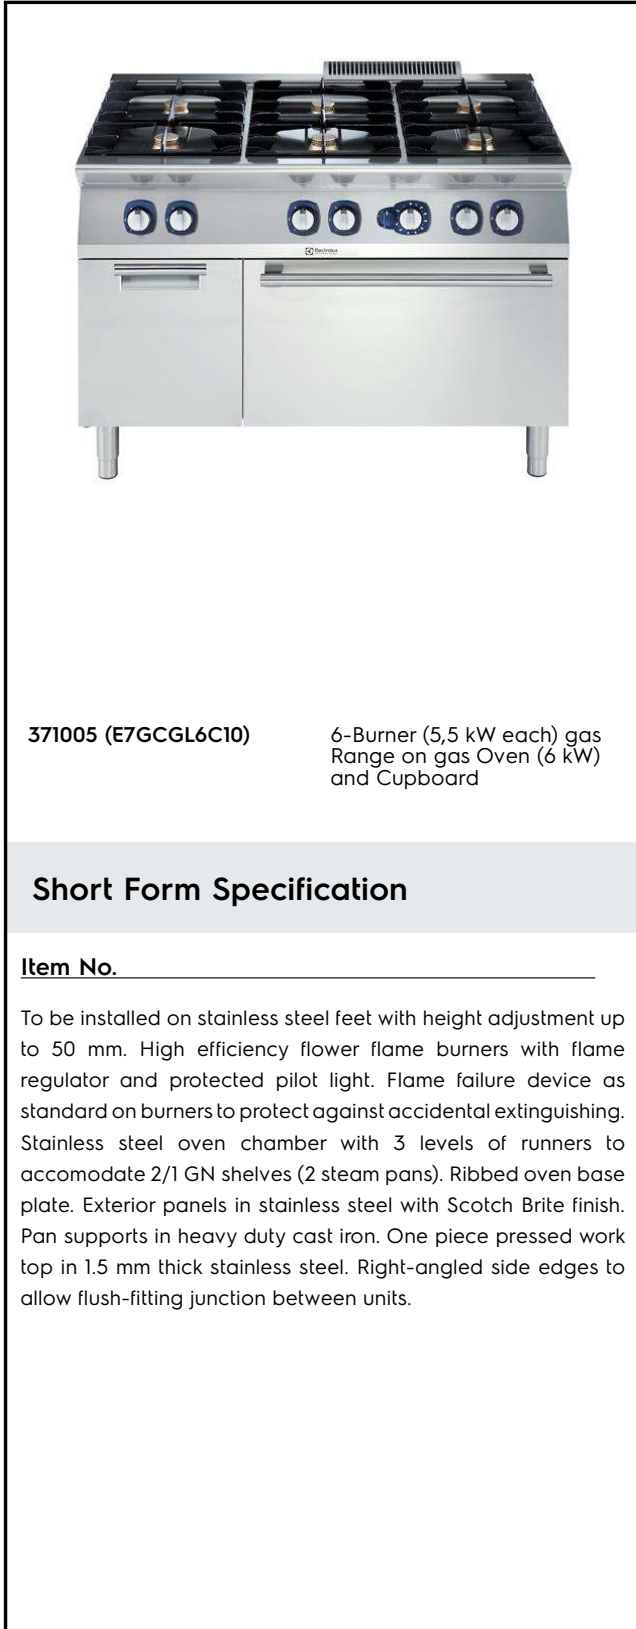 Electrolux
371005 (E7GCGL6C10)
6-Burner (5,5 kW each) gas
Range on gas Oven (6 kW)
and Cupboard
Short Form Specification
Item No.
To be installed on stainless steel feet with height adjustment up
to 50 mm. High efficiency flower flame burners with flame
regulator and protected pilot light. Flame failure device as
standard on burners to protect against accidental extinguishing.
Stainless steel oven chamber with 3 levels of runners to
accomodate 2/1 GN shelves (2 steam pans). Ribbed oven base
plate. Exterior panels in stainless steel with Scotch Brite finish.
Pan supports in heavy duty cast iron. One piece pressed work
top in 1.5 mm thick stainless steel. Right-angled side edges to
allow flush-fitting junction between units.